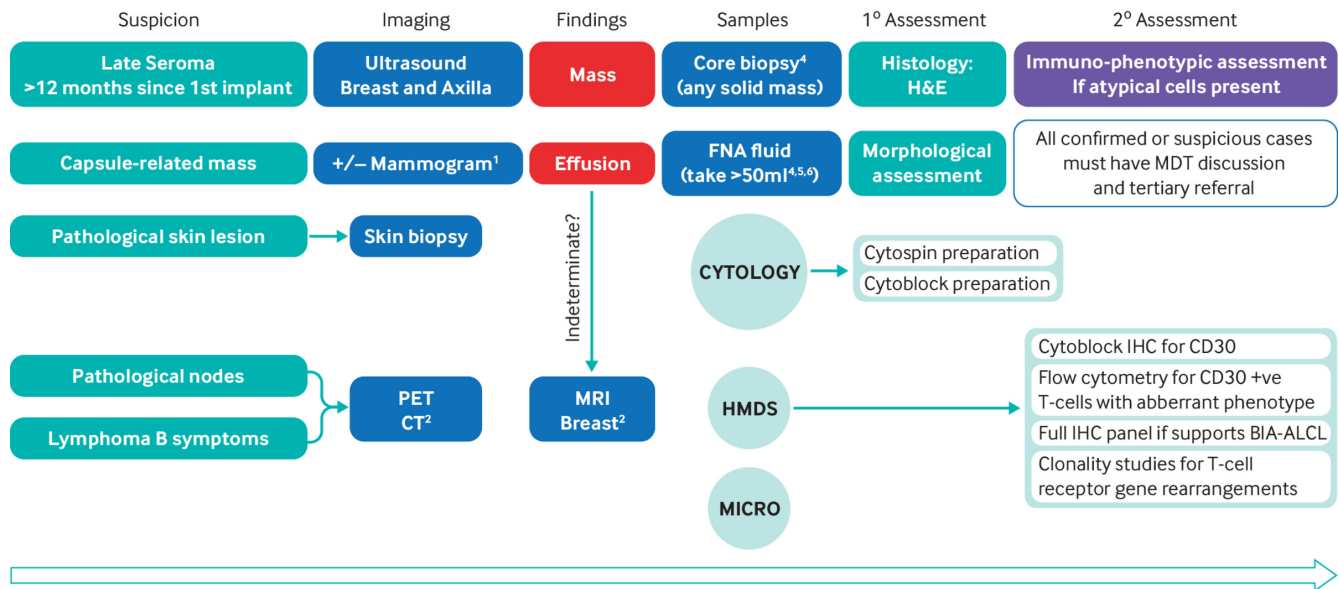 Suspicion
Imaging
Findings
Samples
1º Assessment
2º Assessment
Late Seroma
>12 months since 1st implant
Ultrasound
Breast and Axilla
Mass
Core biopsy⁴
(any solid mass)
Histology:
H&E
Immuno-phenotypic assessment
If atypical cells present
Capsule-related mass
+/– Mammogram¹
Effusion
FNA fluid
(take >50ml⁴,⁵,⁶)
Morphological
assessment
All confirmed or suspicious cases
must have MDT discussion
and tertiary referral
Pathological skin lesion
Skin biopsy
Indeterminate?
CYTOLOGY
Cytospin preparation
Cytoblock preparation
Pathological nodes
Lymphoma B symptoms
PET
CT²
MRI
Breast²
HMDS
Cytoblock IHC for CD30
Flow cytometry for CD30 +ve
T-cells with abberrant phenotype
Full IHC panel if supports BIA-ALCL
Clonality studies for T-cell
receptor gene rearrangements
MICRO